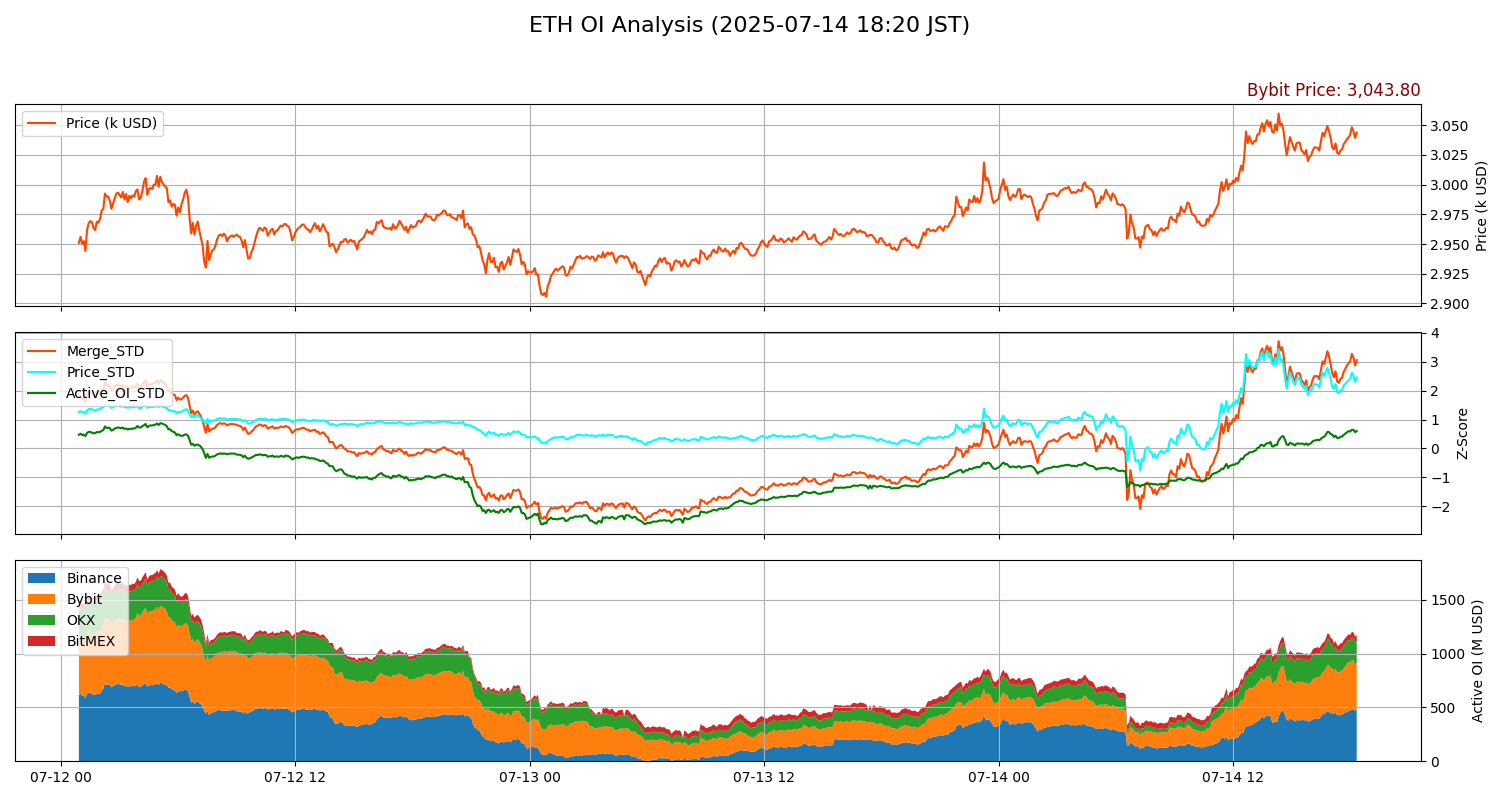 ETH OI Analysis (2025-07-14 18:20 JST)
Bybit Price: 3,043.80
Price (k USD)
3.050
3.025
3.000
2.975
2.950
2.925
2.900
Price (k USD)
Merge_STD
Price_STD
Active_OI_STD
4
3
2
1
0
−1
−2
Z-Score
Binance
Bybit
OKX
BitMEX
1500
1000
500
0
Active OI (M USD)
07-12 00
07-12 12
07-13 00
07-13 12
07-14 00
07-14 12